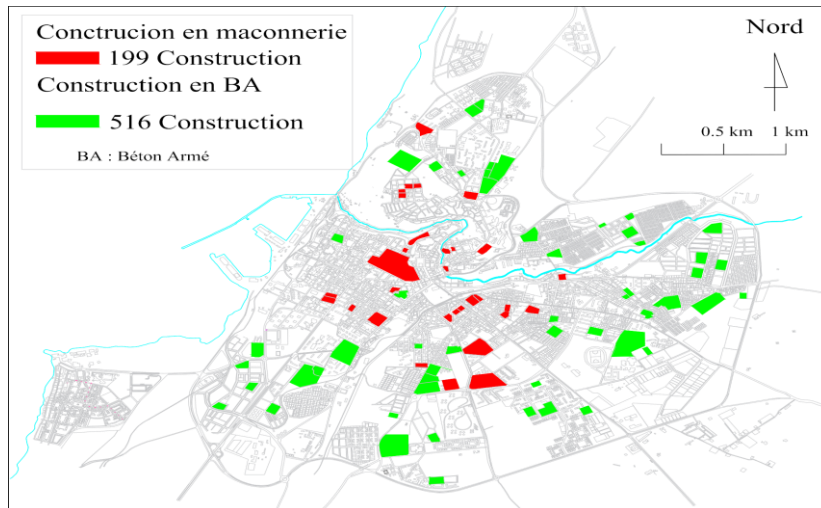 Conctrucion en maconnerie
199 Construction
Construction en BA
516 Construction
BA : Béton Armé
Nord
0.5 km 1 km